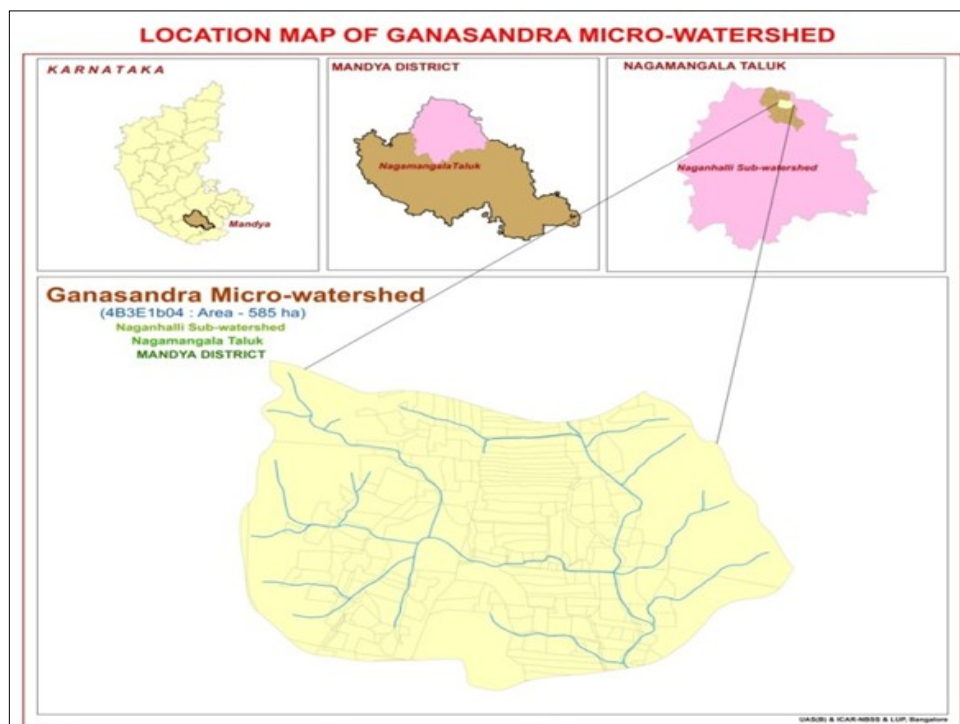 LOCATION MAP OF GANASANDRA MICRO-WATERSHED
KARNATAKA
Mandya
MANDYA DISTRICT
NagamangalaTaluk
NAGAMANGALA TALUK
Naganhalli Sub-watershed
Ganasandra Micro-watershed
(4B3E1b04 : Area - 585 ha)
Naganhalli Sub-watershed
Nagamangala Taluk
MANDYA DISTRICT
UAS(B) & ICAR-NBSS & LUP, Bangalore